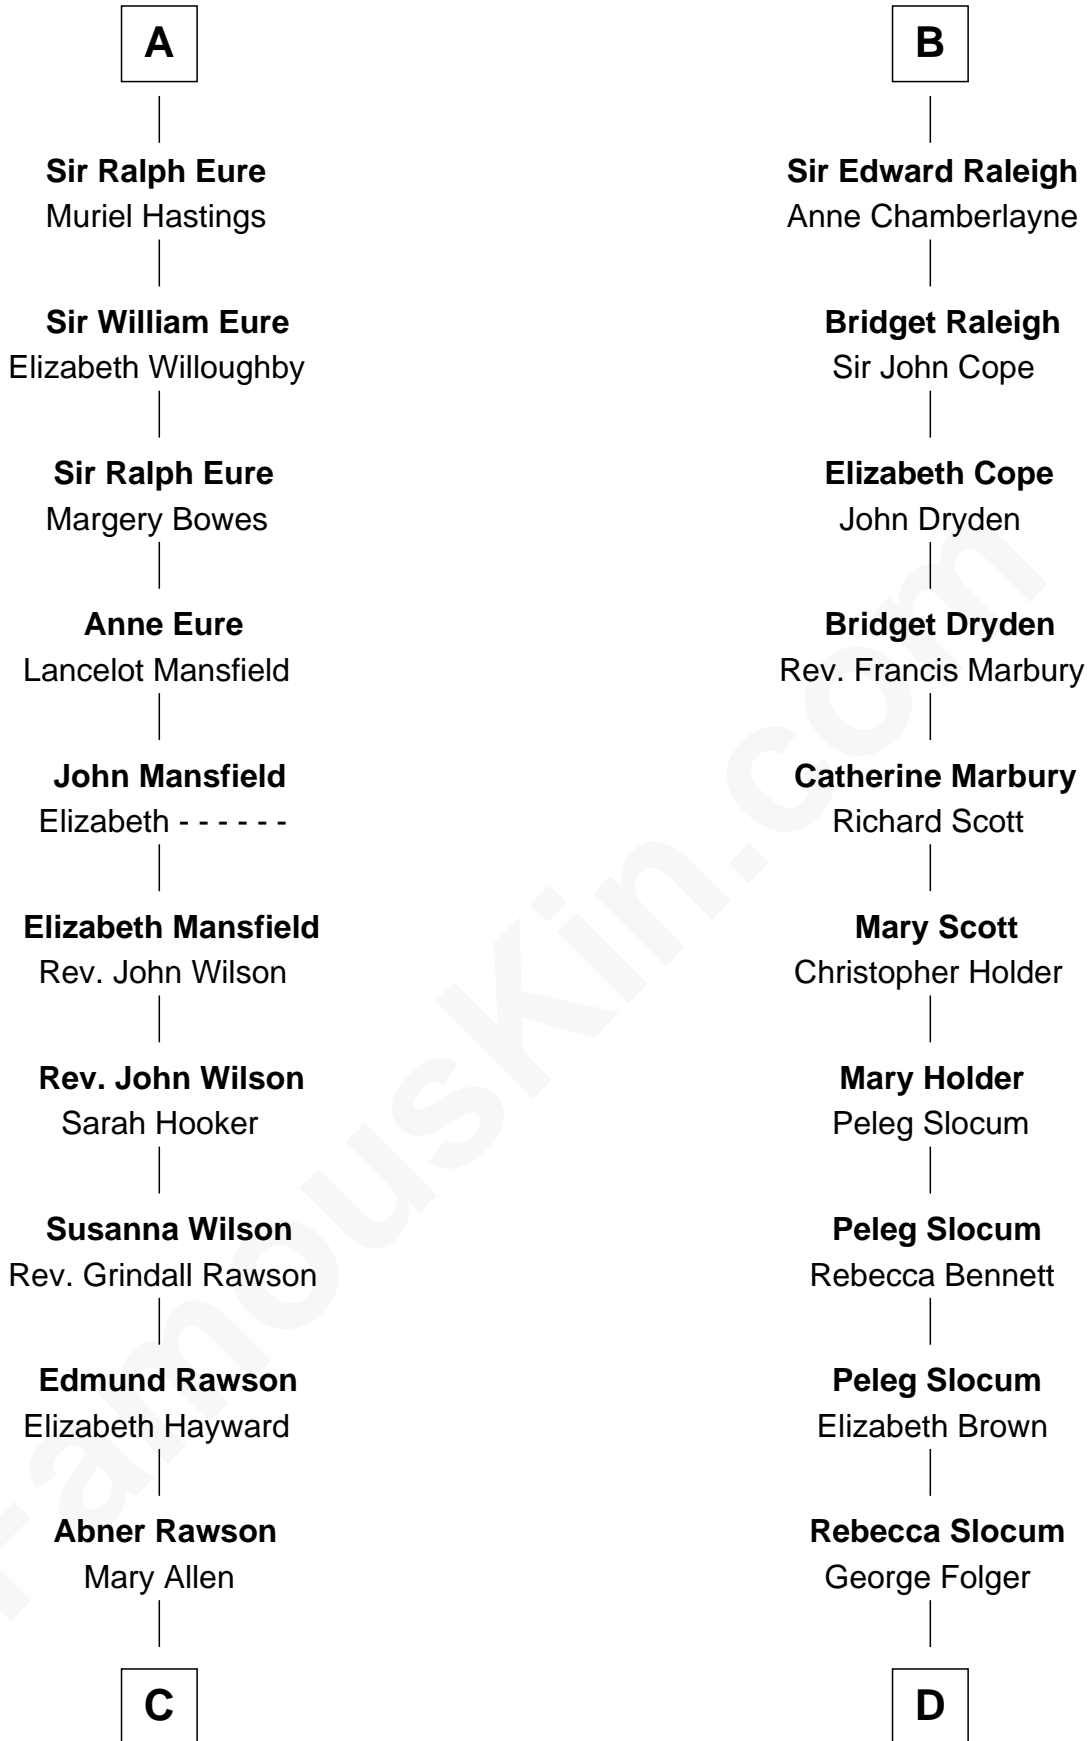 A
Sir Ralph Eure
Muriel Hastings
Sir William Eure
Elizabeth Willoughby
Sir Ralph Eure
Margery Bowes
Anne Eure
Lancelot Mansfield
John Mansfield
Elizabeth - - - - - -
Elizabeth Mansfield
Rev. John Wilson
Rev. John Wilson
Sarah Hooker
Susanna Wilson
Rev. Grindall Rawson
Edmund Rawson
Elizabeth Hayward
Abner Rawson
Mary Allen
C
B
Sir Edward Raleigh
Anne Chamberlayne
Bridget Raleigh
Sir John Cope
Elizabeth Cope
John Dryden
Bridget Dryden
Rev. Francis Marbury
Catherine Marbury
Richard Scott
Mary Scott
Christopher Holder
Mary Holder
Peleg Slocum
Peleg Slocum
Rebecca Bennett
Peleg Slocum
Elizabeth Brown
Rebecca Slocum
George Folger
D
FamousKin.com